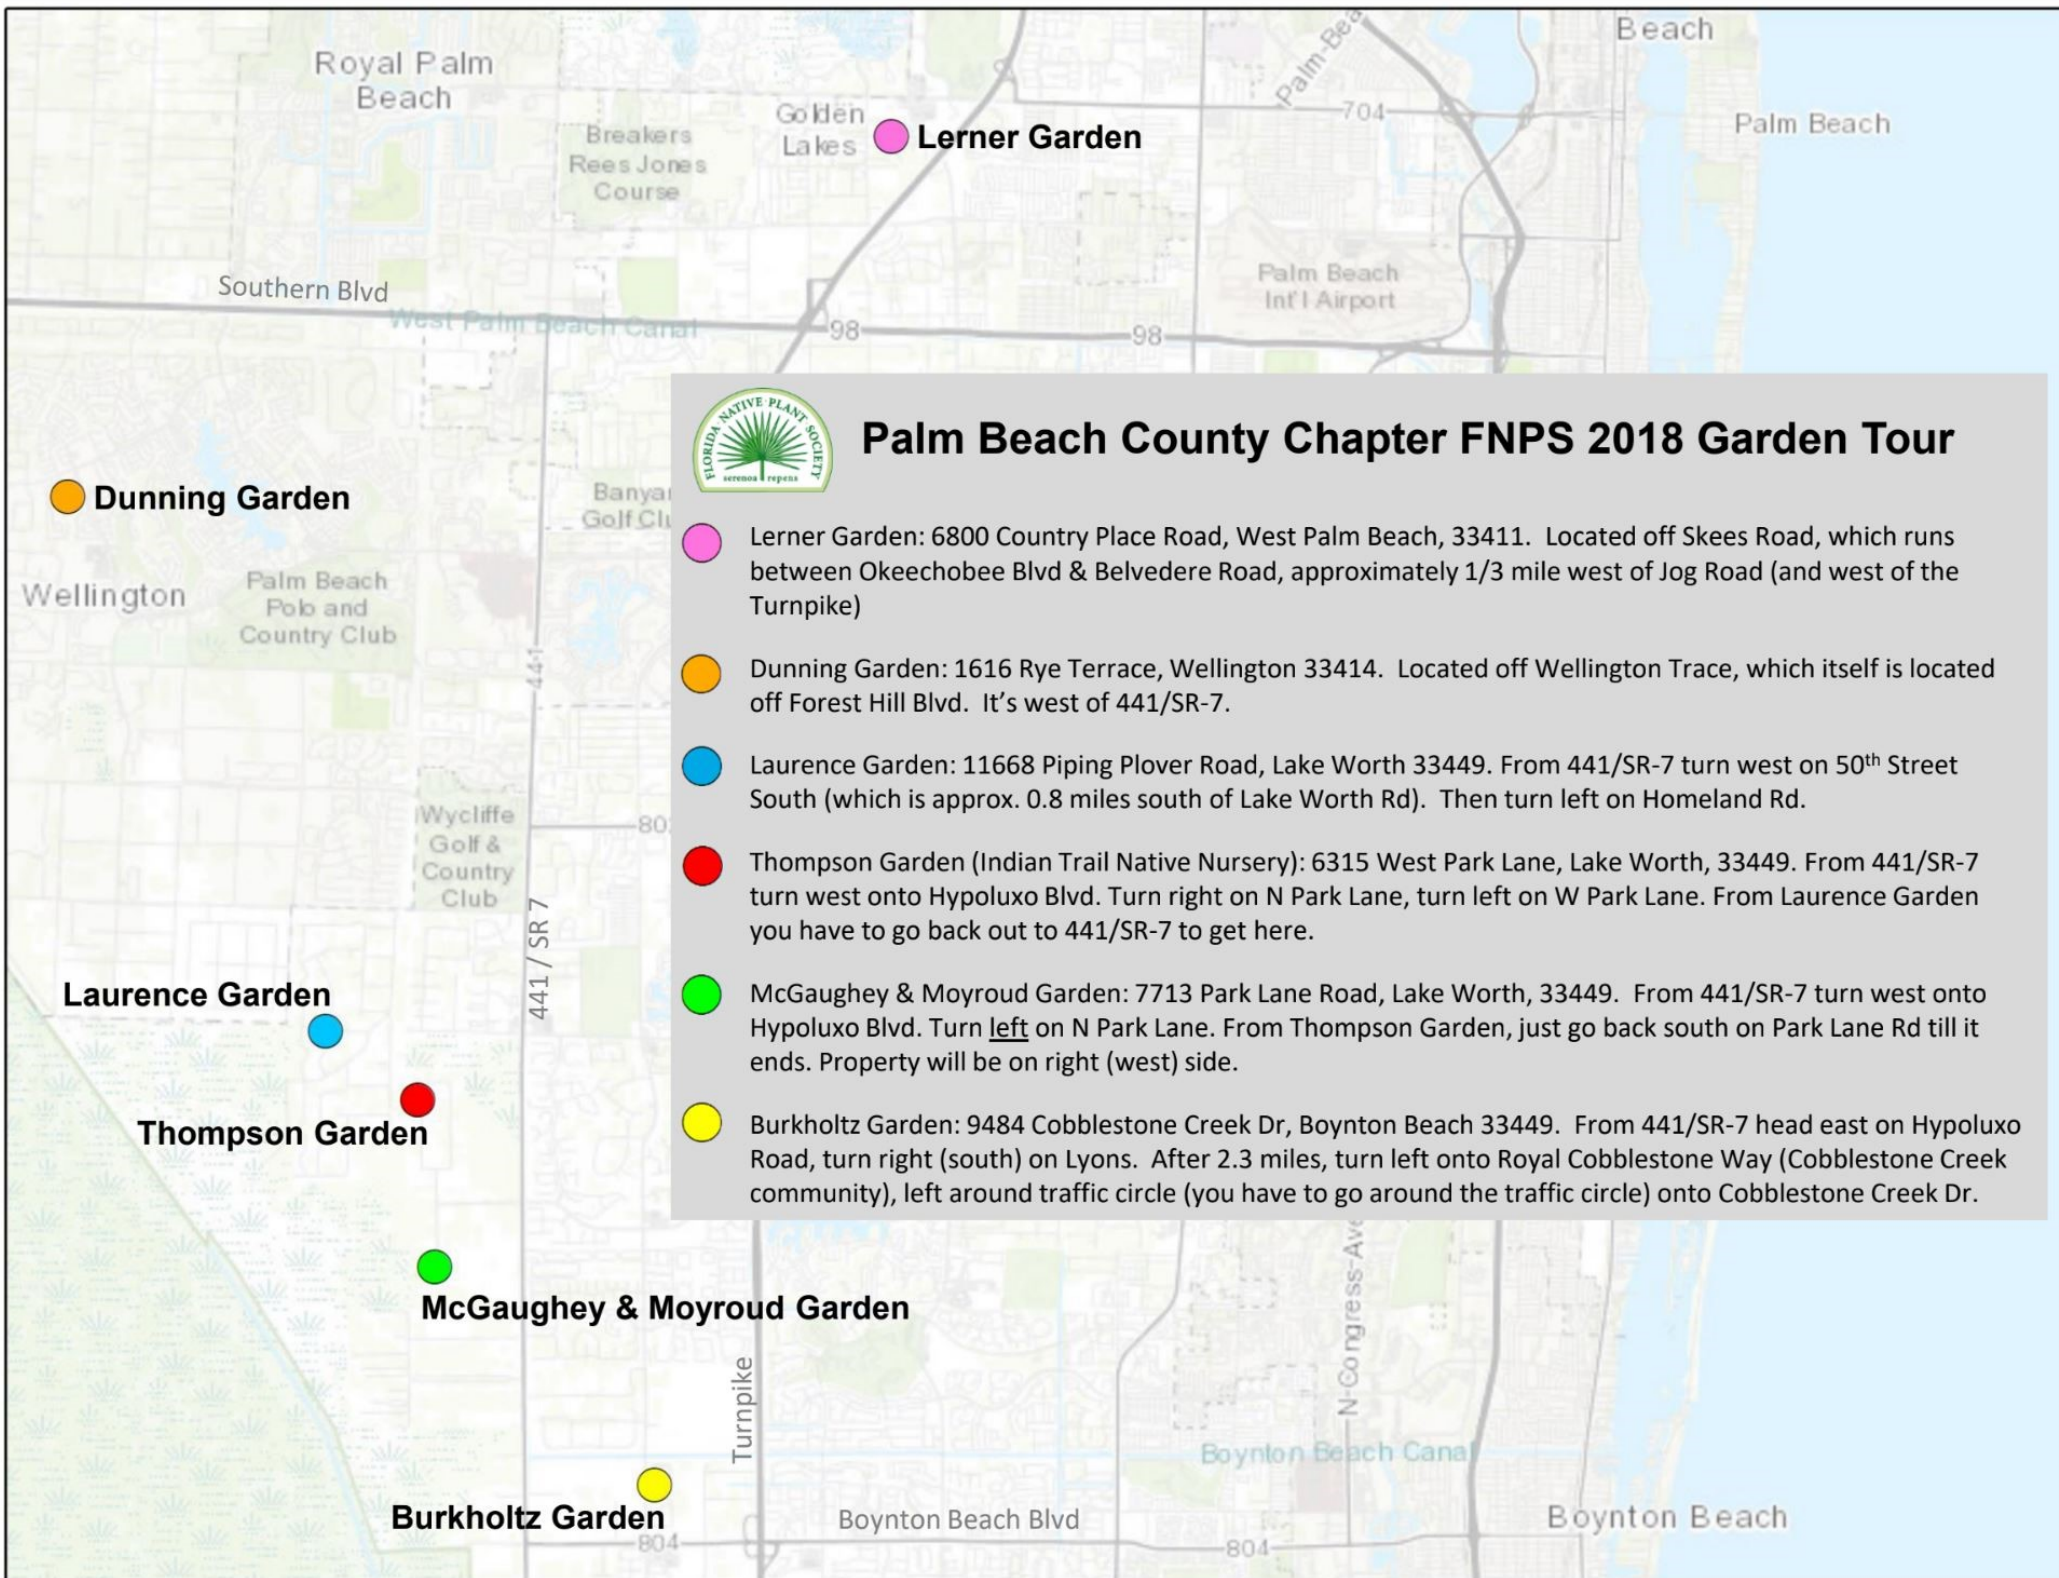 Beach
Royal Palm
Beach
Palm-Bea
Golden
Lakes
Lerner Garden
704
Palm Beach
Breakers
Rees Jones
Course
Palm Beach
Int'l Airport
Southern Blvd
West Palm Beach Canal
98
98
Palm Beach County Chapter FNPS 2018 Garden Tour
FLORIDA NATIVE PLANT SOCIETY
serenoa repens
Dunning Garden
Banyan
Golf Clu
Wellington
Palm Beach
Polo and
Country Club
441
Lerner Garden: 6800 Country Place Road, West Palm Beach, 33411. Located off Skees Road, which runs
between Okeechobee Blvd & Belvedere Road, approximately 1/3 mile west of Jog Road (and west of the
Turnpike)
Dunning Garden: 1616 Rye Terrace, Wellington 33414. Located off Wellington Trace, which itself is located
off Forest Hill Blvd. It’s west of 441/SR-7.
Laurence Garden: 11668 Piping Plover Road, Lake Worth 33449. From 441/SR-7 turn west on 50th Street
South (which is approx. 0.8 miles south of Lake Worth Rd). Then turn left on Homeland Rd.
Thompson Garden (Indian Trail Native Nursery): 6315 West Park Lane, Lake Worth, 33449. From 441/SR-7
turn west onto Hypoluxo Blvd. Turn right on N Park Lane, turn left on W Park Lane. From Laurence Garden
you have to go back out to 441/SR-7 to get here.
McGaughey & Moyroud Garden: 7713 Park Lane Road, Lake Worth, 33449. From 441/SR-7 turn west onto
Hypoluxo Blvd. Turn left on N Park Lane. From Thompson Garden, just go back south on Park Lane Rd till it
ends. Property will be on right (west) side.
Burkholtz Garden: 9484 Cobblestone Creek Dr, Boynton Beach 33449. From 441/SR-7 head east on Hypoluxo
Road, turn right (south) on Lyons. After 2.3 miles, turn left onto Royal Cobblestone Way (Cobblestone Creek
community), left around traffic circle (you have to go around the traffic circle) onto Cobblestone Creek Dr.
Wycliffe
Golf &
Country
Club
80
441 / SR 7
Laurence Garden
Thompson Garden
McGaughey & Moyroud Garden
Turnpike
N-Congress-Ave
Boynton Beach Canal
Burkholtz Garden
804
Boynton Beach Blvd
804
Boynton Beach